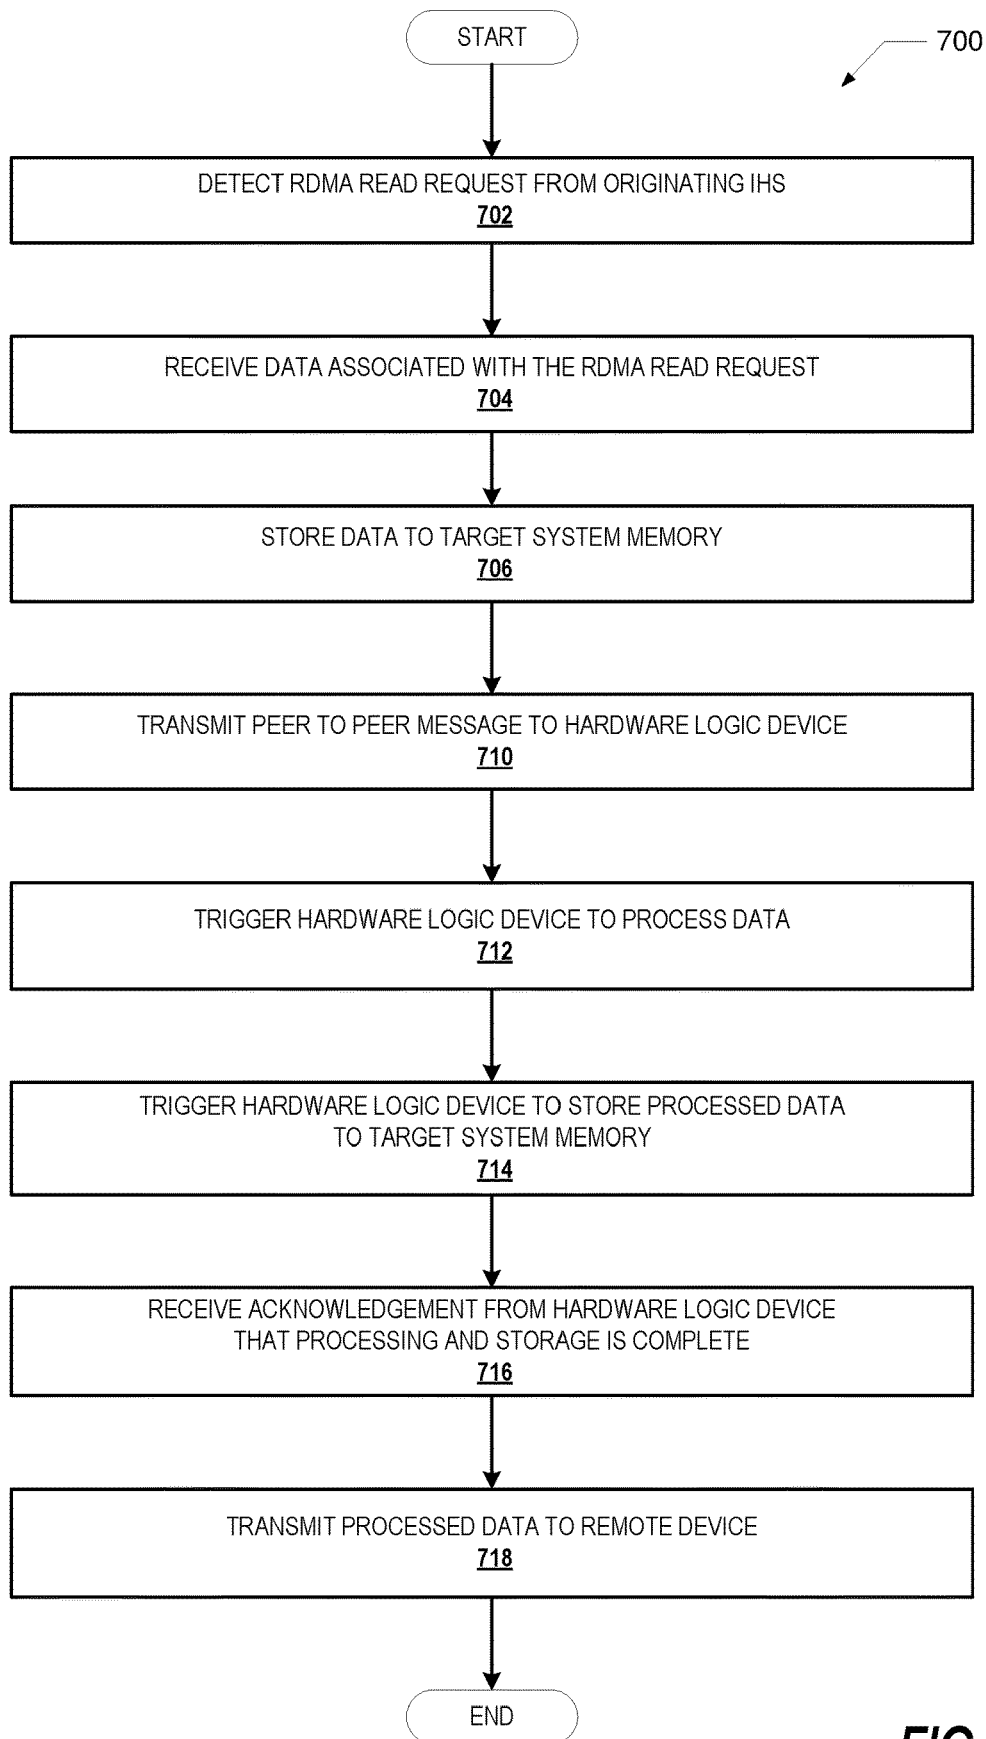 START
700
DETECT RDMA READ REQUEST FROM ORIGINATING IHS
702
RECEIVE DATA ASSOCIATED WITH THE RDMA READ REQUEST
704
STORE DATA TO TARGET SYSTEM MEMORY
706
TRANSMIT PEER TO PEER MESSAGE TO HARDWARE LOGIC DEVICE
710
TRIGGER HARDWARE LOGIC DEVICE TO PROCESS DATA
712
TRIGGER HARDWARE LOGIC DEVICE TO STORE PROCESSED DATA
TO TARGET SYSTEM MEMORY
714
RECEIVE ACKNOWLEDGEMENT FROM HARDWARE LOGIC DEVICE
THAT PROCESSING AND STORAGE IS COMPLETE
716
TRANSMIT PROCESSED DATA TO REMOTE DEVICE
718
END